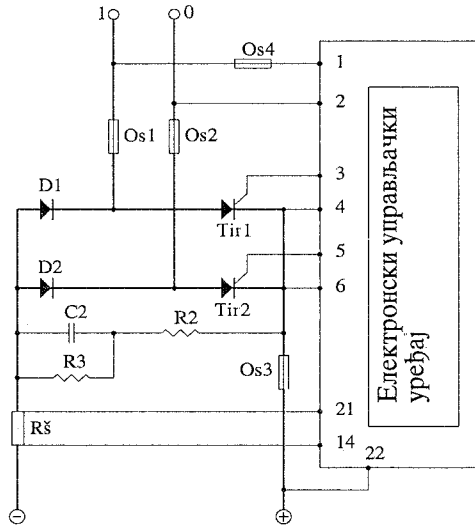 1 0
Os4 1
2
Os1 Os2
3
D1 4
Tir1
5
D2 6
Tir2
C2 R2
R3 Os3
21
Rš 14
22
− +
Електронски управљачки
уређај